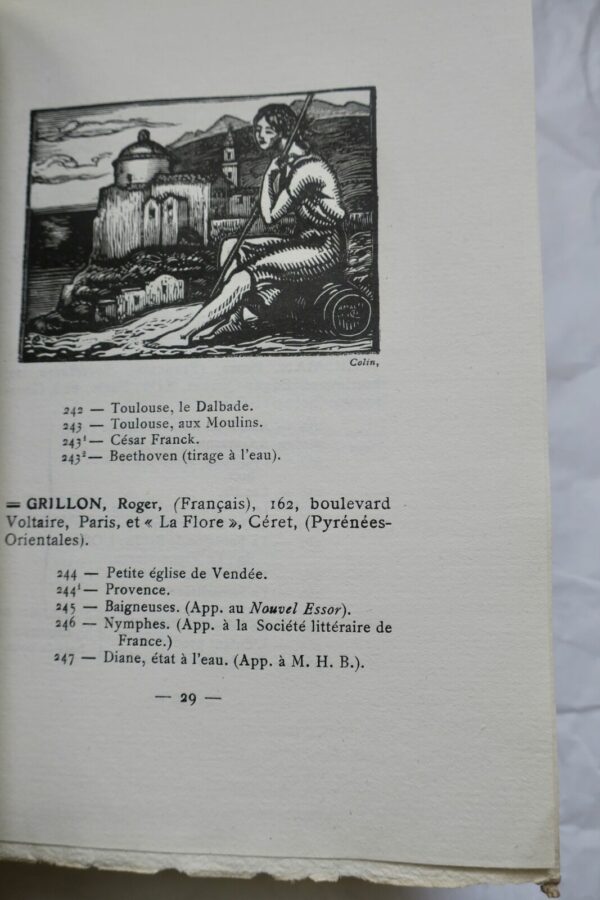 Colin,
242 — Toulouse, le Dalbade.
243 — Toulouse, aux Moulins.
243¹— César Franck.
243²— Beethoven (tirage à l'eau).
= GRILLON, Roger, (Français), 162, boulevard
Voltaire, Paris, et « La Flore », Céret, (Pyrénées-
Orientales).
244 — Petite église de Vendée.
244¹— Provence.
245 — Baigneuses. (App. au Nouvel Essor).
246 — Nymphes. (App. à la Société littéraire de
France.)
247 — Diane, état à l'eau. (App. à M. H. B.).
— 29 —